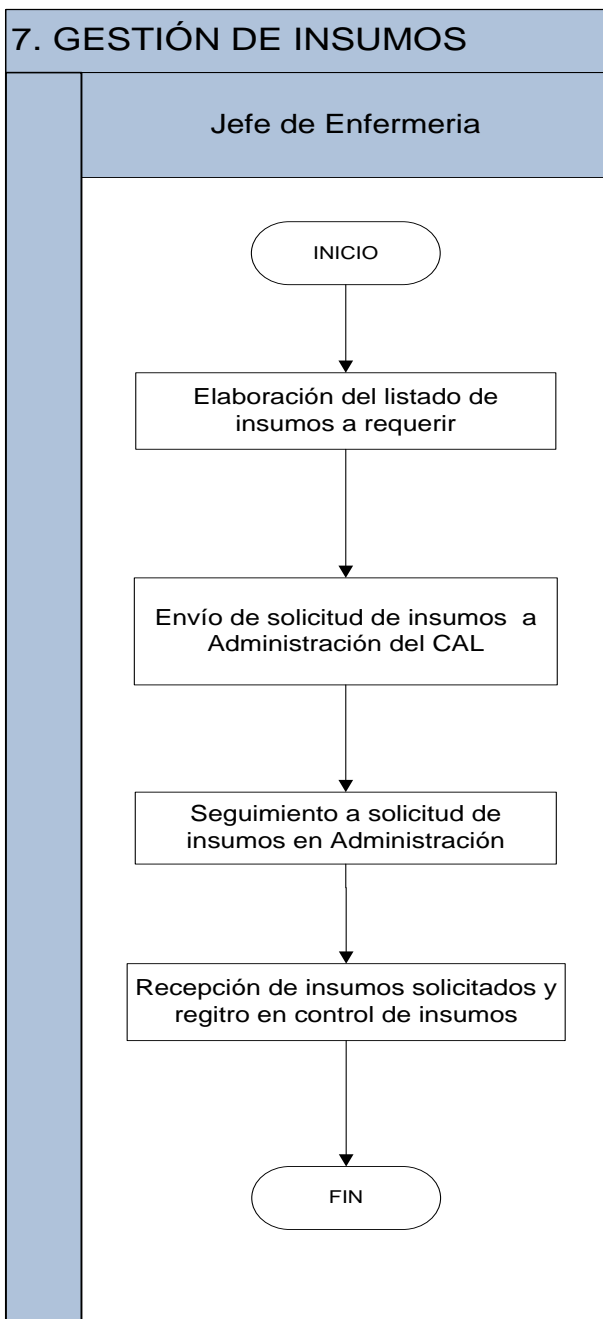 7. GESTIÓN DE INSUMOS
Jefe de Enfermeria
INICIO
Elaboración del listado de
insumos a requerir
Envío de solicitud de insumos a
Administración del CAL
Seguimiento a solicitud de
insumos en Administración
Recepción de insumos solicitados y
regitro en control de insumos
FIN